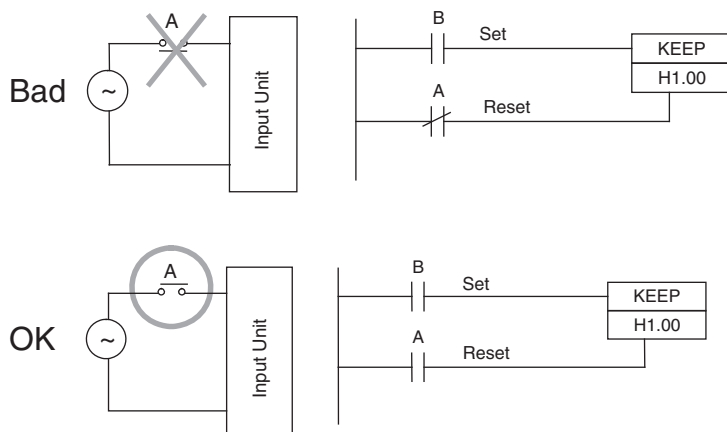 Bad
A
~
Input Unit
B
Set
KEEP
H1.00
A
Reset
OK
A
~
Input Unit
B
Set
KEEP
H1.00
A
Reset